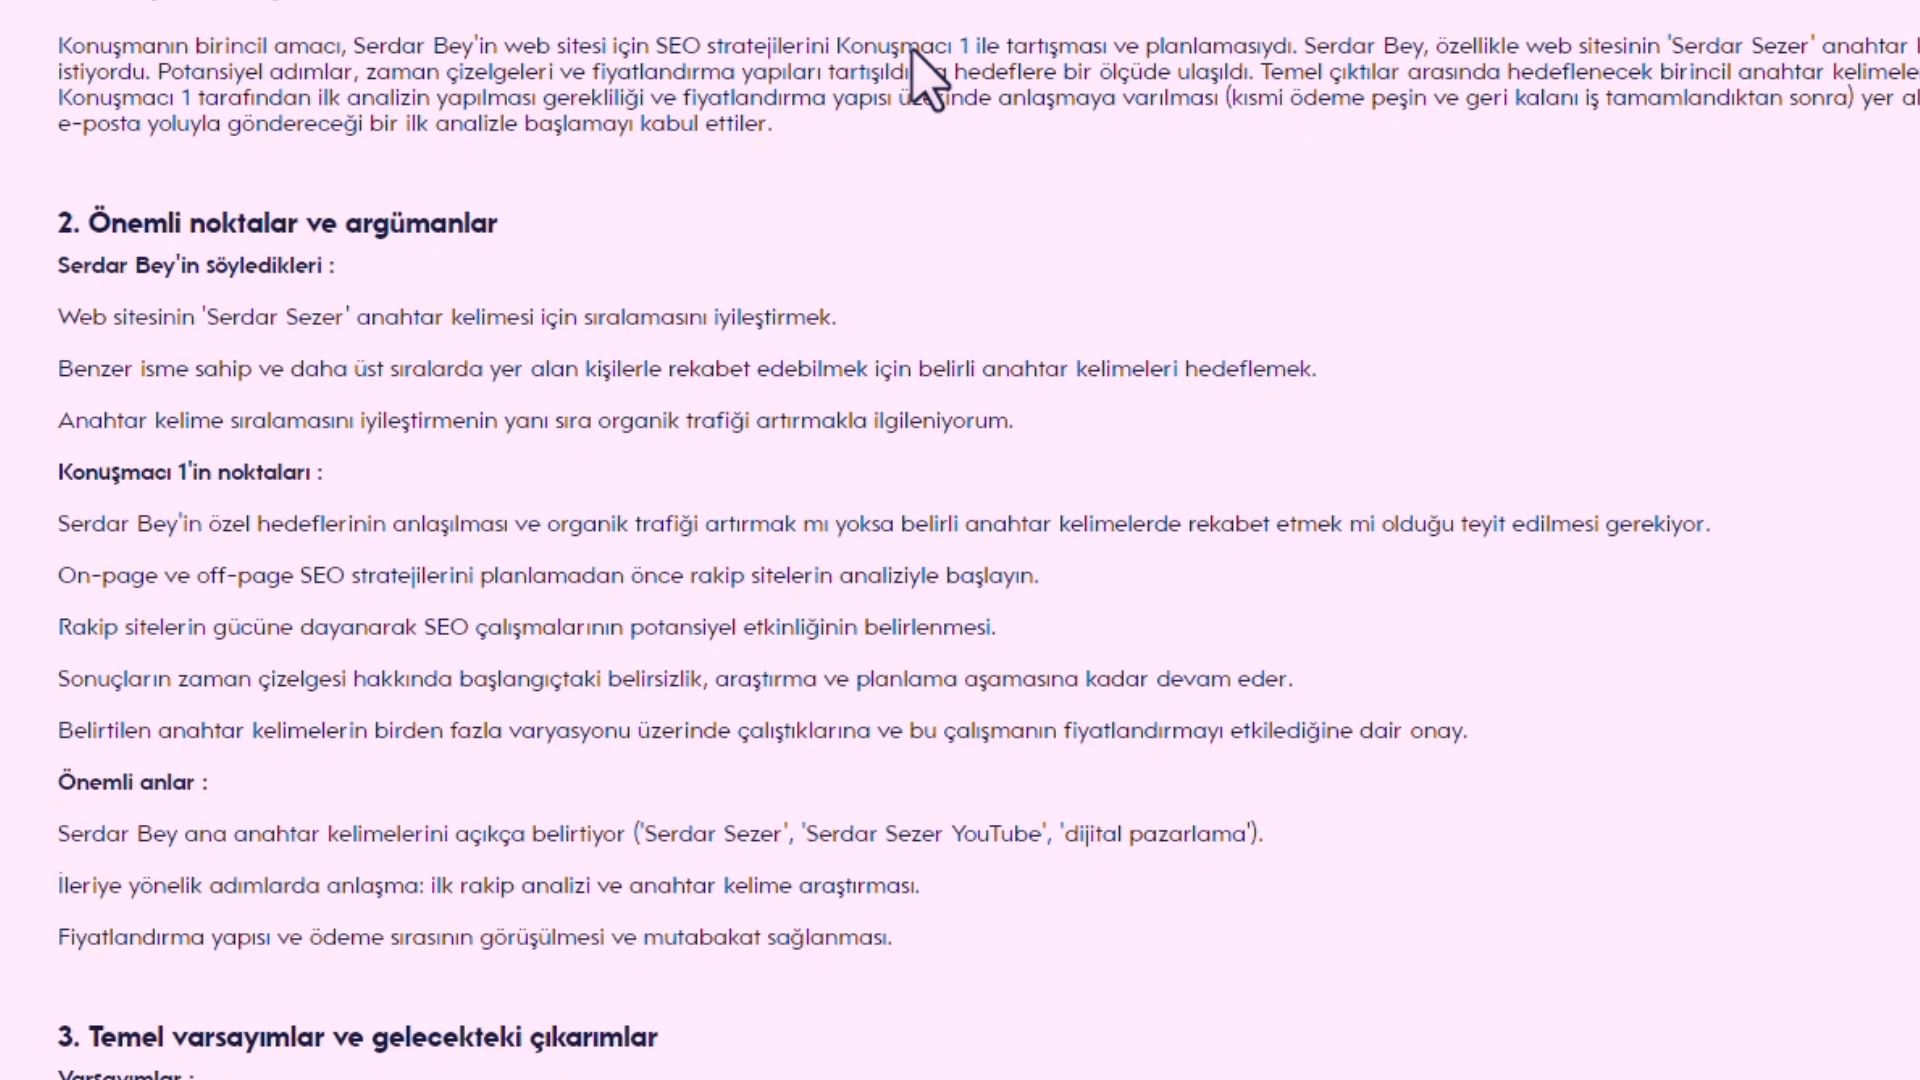 Konuşmanın birincil amacı, Serdar Bey'in web sitesi için SEO stratejilerini Konuşmacı 1 ile tartışması ve planlamasıydı. Serdar Bey, özellikle web sitesinin 'Serdar Sezer' anahtar
istiyordu. Potansiyel adımlar, zaman çizelgeleri ve fiyatlandırma yapıları hedeflere bir ölçüde ulaşıldı. Temel çıktılar arasında hedeflenecek birincil anahtar
Konuşmacı 1 tarafından ilk analizin yapılması gerekliliği ve fiyatlandırma yapısı üzerinde anlaşmaya varılması (kısmi ödeme peşin ve geri kalanı iş tamamlandıktan sonra) yer
e-posta yoluyla göndereceği bir ilk analizle başlamayı kabul ettiler.
2. Önemli noktalar ve argümanlar
Serdar Bey'in söyledikleri :
Web sitesinin 'Serdar Sezer' anahtar kelimesi için sıralamasını iyileştirmek.
Benzer isme sahip ve daha üst sıralarda yer alan kişilerle rekabet edebilmek için belirli anahtar kelimeleri hedeflemek.
Anahtar kelime sıralamasını iyileştirmenin yanı sıra organik trafiği artırmakla ilgileniyorum.
Konuşmacı 1'in noktaları :
Serdar Bey'in özel hedeflerinin anlaşılması ve organik trafiği artırmak mı yoksa belirli anahtar kelimelerde rekabet etmek mi olduğu teyit edilmesi gerekiyor.
On-page ve off-page SEO stratejilerini planlamadan önce rakip sitelerin analiziyle başlayın.
Rakip sitelerin gücüne dayanarak SEO çalışmalarının potansiyel etkinliğinin belirlenmesi.
Sonuçların zaman çizelgesi hakkında başlangıçtaki belirsizlik, araştırma ve planlama aşamasına kadar devam eder.
Belirtilen anahtar kelimelerin birden fazla varyasyonu üzerinde çalıştıklarına ve bu çalışmanın fiyatlandırmayı etkilediğine dair onay.
Önemli anlar :
Serdar Bey ana anahtar kelimelerini açıkça belirtiyor ('Serdar Sezer', 'Serdar Sezer YouTube', 'dijital pazarlama').
İleriye yönelik adımlarda anlaşma: ilk rakip analizi ve anahtar kelime araştırması.
Fiyatlandırma yapısı ve ödeme sırasının görüşülmesi ve mutabakat sağlanması.
3. Temel varsayımlar ve gelecekteki çıkarımlar
Varsayımlar :